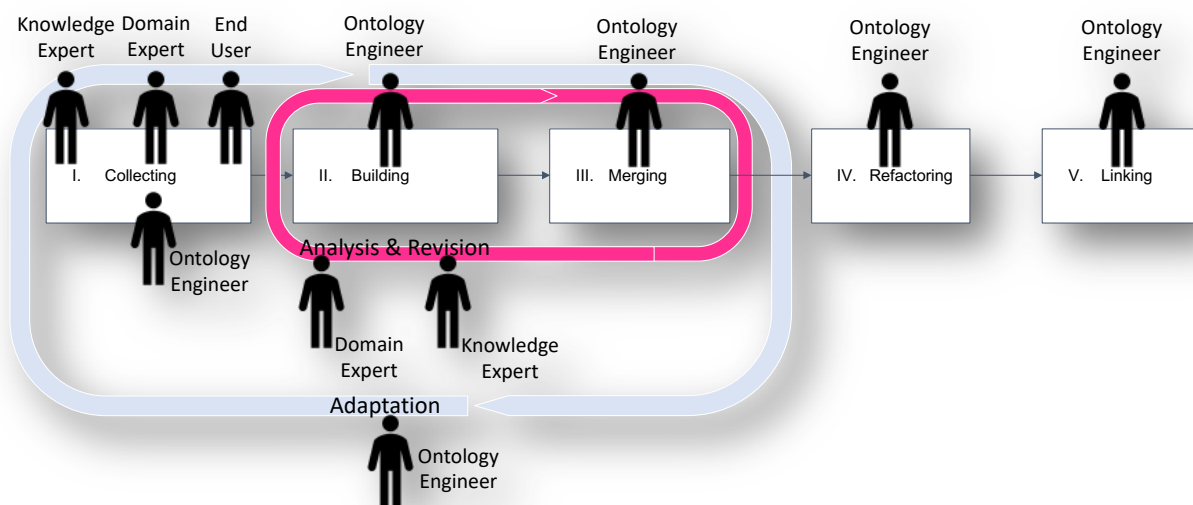 Knowledge
Expert
Domain
Expert
End
User
Ontology
Engineer
Ontology
Engineer
Ontology
Engineer
Ontology
Engineer
I. Collecting
II. Building
III. Merging
IV. Refactoring
V. Linking
Ontology
Engineer
Analysis & Revision
Domain
Expert
Knowledge
Expert
Adaptation
Ontology
Engineer